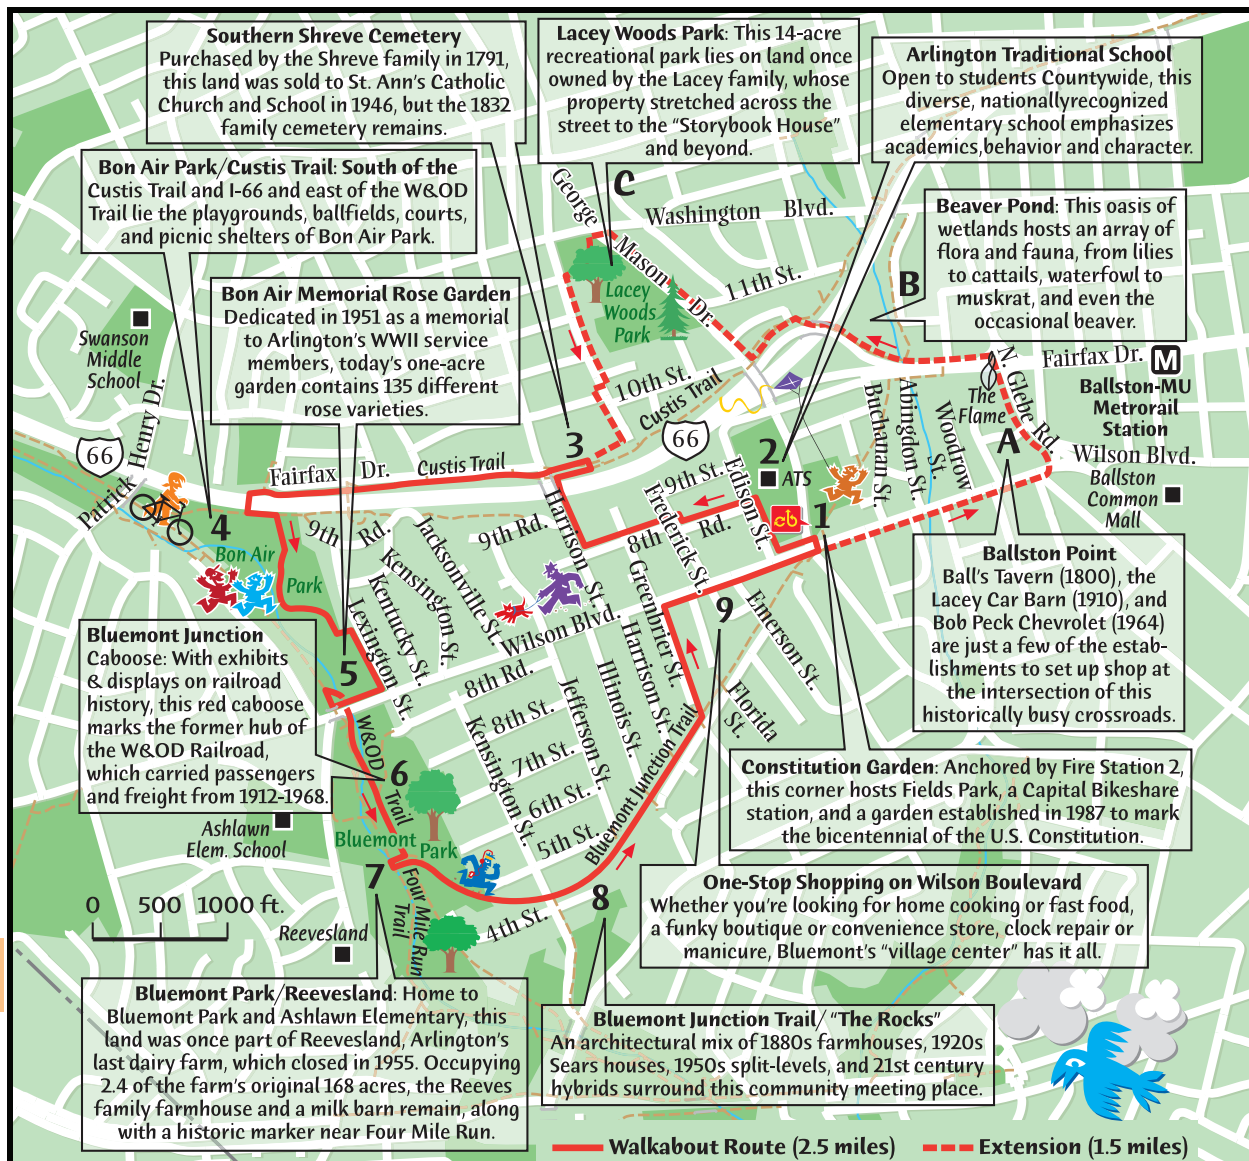 Southern Shreve Cemetery
Purchased by the Shreve family in 1791,
this land was sold to St. Ann's Catholic
Church and School in 1946, but the 1832
family cemetery remains.
Lacey Woods Park: This 14-acre
recreational park lies on land once
owned by the Lacey family, whose
property stretched across the
street to the "Storybook House"
and beyond.
Arlington Traditional School
Open to students Countywide, this
diverse, nationallyrecognized
elementary school emphasizes
academics,behavior and character.
Bon Air Park/Custis Trail: South of the
Custis Trail and I-66 and east of the W&OD
Trail lie the playgrounds, ballfields, courts,
and picnic shelters of Bon Air Park.
Beaver Pond: This oasis of
wetlands hosts an array of
flora and fauna, from lilies
to cattails, waterfowl to
muskrat, and even the
occasional beaver.
Bon Air Memorial Rose Garden
Dedicated in 1951 as a memorial
to Arlington's WWII service
members, today's one-acre
garden contains 135 different
rose varieties.
George Mason Dr.
C
Washington Blvd.
11th St.
B
Lacey
Woods
Park
Swanson
Middle
School
10th St.
Custis Trail
N Glebe Rd.
Fairfax Dr.
M
Ballston-MU
Metrorail
Station
The
Flame
A
Wilson Blvd.
Ballston
Common
Mall
Buchanan St.
Abingdon St.
Woodrow
66
Patrick Henry Dr.
Fairfax Dr.
Custis Trail
3
66
2
ATS
9th St.
Edison St.
Frederick St.
8th Rd.
cb
1
4
Bon Air
Park
9th Rd.
Jacksonville St.
Kensington St.
Kentucky St.
Lexington St.
9th Rd.
Harrison St.
Wilson Blvd.
Greenbrier St.
9
Emerson St.
Florida
St.
5
8th Rd.
8th St.
7th St.
6th St.
5th St.
4th St.
Kensington St.
Jefferson St.
Illinois St.
Harrison St.
Bluemont Junction Trail
W&OD Trail
6
Bluemont Park
7
Four Mile Run
Trail
8
Ballston Point
Ball's Tavern (1800), the
Lacey Car Barn (1910), and
Bob Peck Chevrolet (1964)
are just a few of the estab-
lishments to set up shop at
the intersection of this
historically busy crossroads.
Bluemont Junction
Caboose: With exhibits
& displays on railroad
history, this red caboose
marks the former hub of
the W&OD Railroad,
which carried passengers
and freight from 1912-1968.
Ashlawn
Elem. School
Constitution Garden: Anchored by Fire Station 2,
this corner hosts Fields Park, a Capital Bikeshare
station, and a garden established in 1987 to mark
the bicentennial of the U.S. Constitution.
One-Stop Shopping on Wilson Boulevard
Whether you're looking for home cooking or fast food,
a funky boutique or convenience store, clock repair or
manicure, Bluemont's "village center" has it all.
0 500 1000 ft.
Reevesland
Bluemont Park/Reevesland: Home to
Bluemont Park and Ashlawn Elementary, this
land was once part of Reevesland, Arlington's
last dairy farm, which closed in 1955. Occupying
2.4 of the farm's original 168 acres, the Reeves
family farmhouse and a milk barn remain, along
with a historic marker near Four Mile Run.
Bluemont Junction Trail/ "The Rocks"
An architectural mix of 1880s farmhouses, 1920s
Sears houses, 1950s split-levels, and 21st century
hybrids surround this community meeting place.
Walkabout Route (2.5 miles)
Extension (1.5 miles)